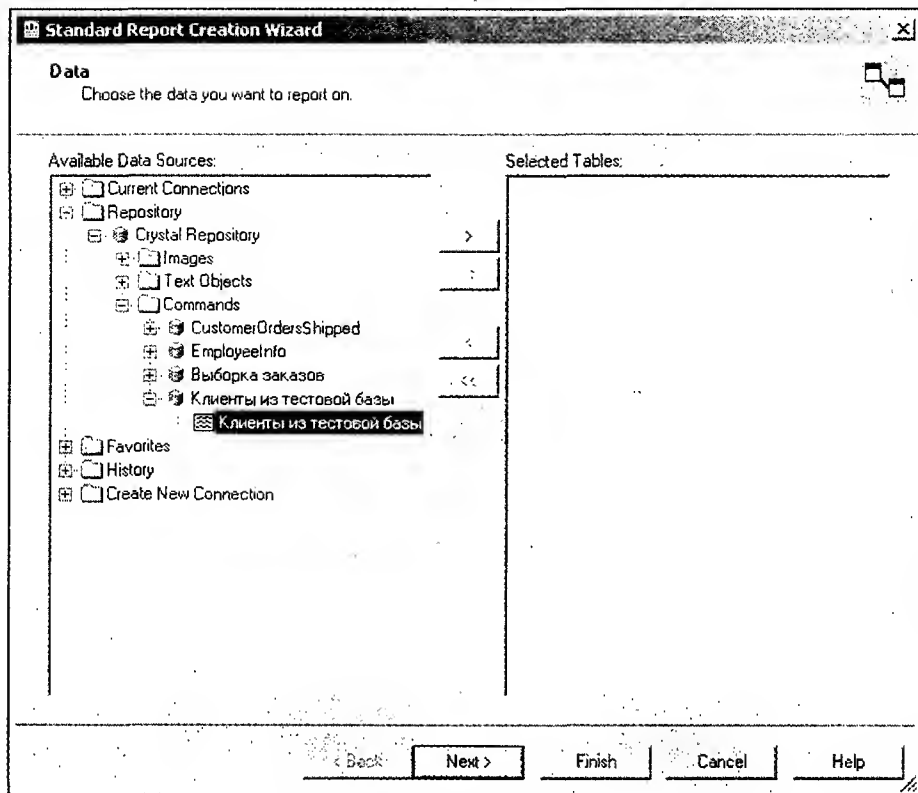 Standard Report Creation Wizard
Data
Choose the data you want to report on.
Available Data Sources:
Selected Tables:
Current Connections
Repository
Crystal Repository
Images
Text Objects
Commands
CustomerOrdersShipped
EmployeeInfo
Выборка заказов
Клиенты из тестовой базы
Клиенты из тестовой базы
Favorites
History
Create New Connection
>
<
<<
< Back
Next >
Finish
Cancel
Help